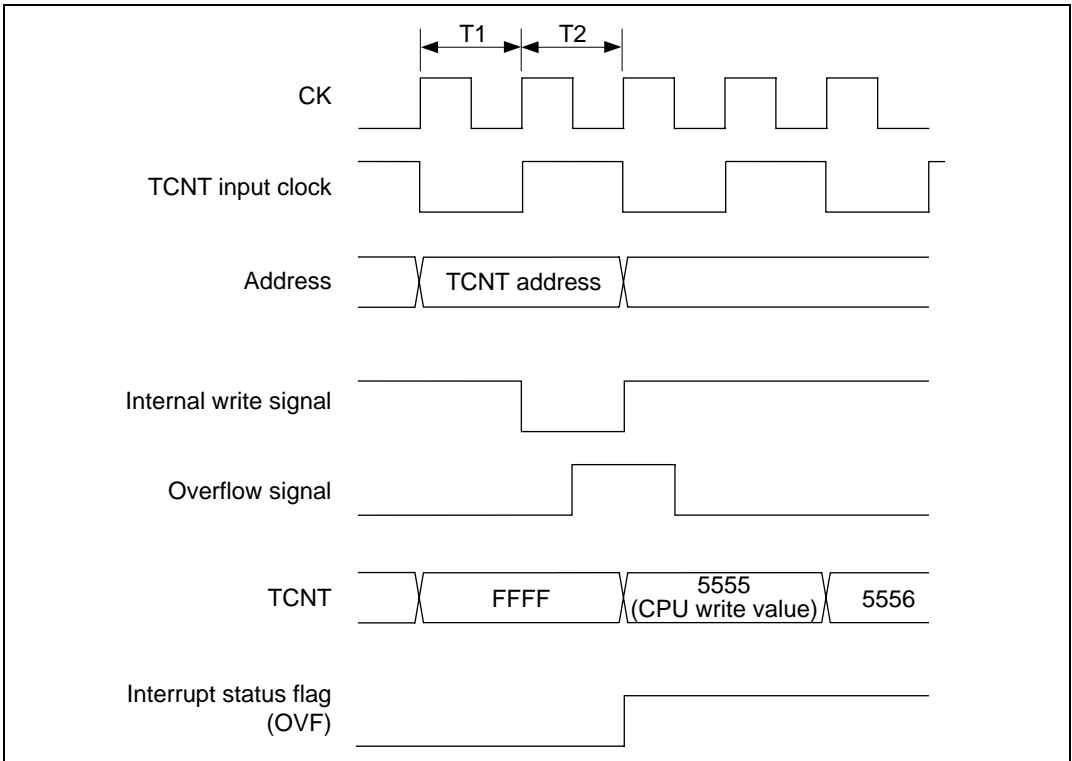 T1 T2
CK
TCNT input clock
Address TCNT address
Internal write signal
Overflow signal
TCNT FFFF 5555 5556
(CPU write value)
Interrupt status flag
(OVF)